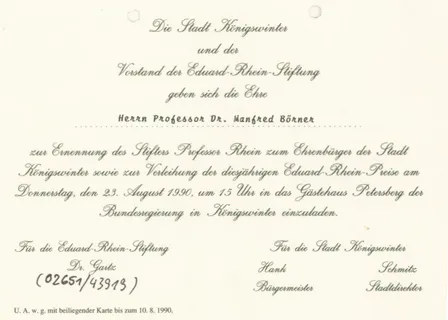 Die Stadt Königswinter
und der
Vorstand der Eduard-Rhein-Stiftung
geben sich die Ehre
Herrn Professor Dr. Manfred Börner
zur Ernennung des Stifters Professor Rhein zum Ehrenbürger der Stadt
Königswinter sowie zur Verleihung der diesjährigen Eduard-Rhein-Preise am
Donnerstag, den 23. August 1990, um 15 Uhr in das Gästehaus Petersberg der
Bundesregierung in Königswinter einzuladen.
Für die Eduard-Rhein-Stiftung
Dr. Gartz
(02651/43919)
Für die Stadt Königswinter
Hank Schmitz
Bürgermeister Stadtdirektor
U. A. w. g. mit beiliegender Karte bis zum 10. 8. 1990.